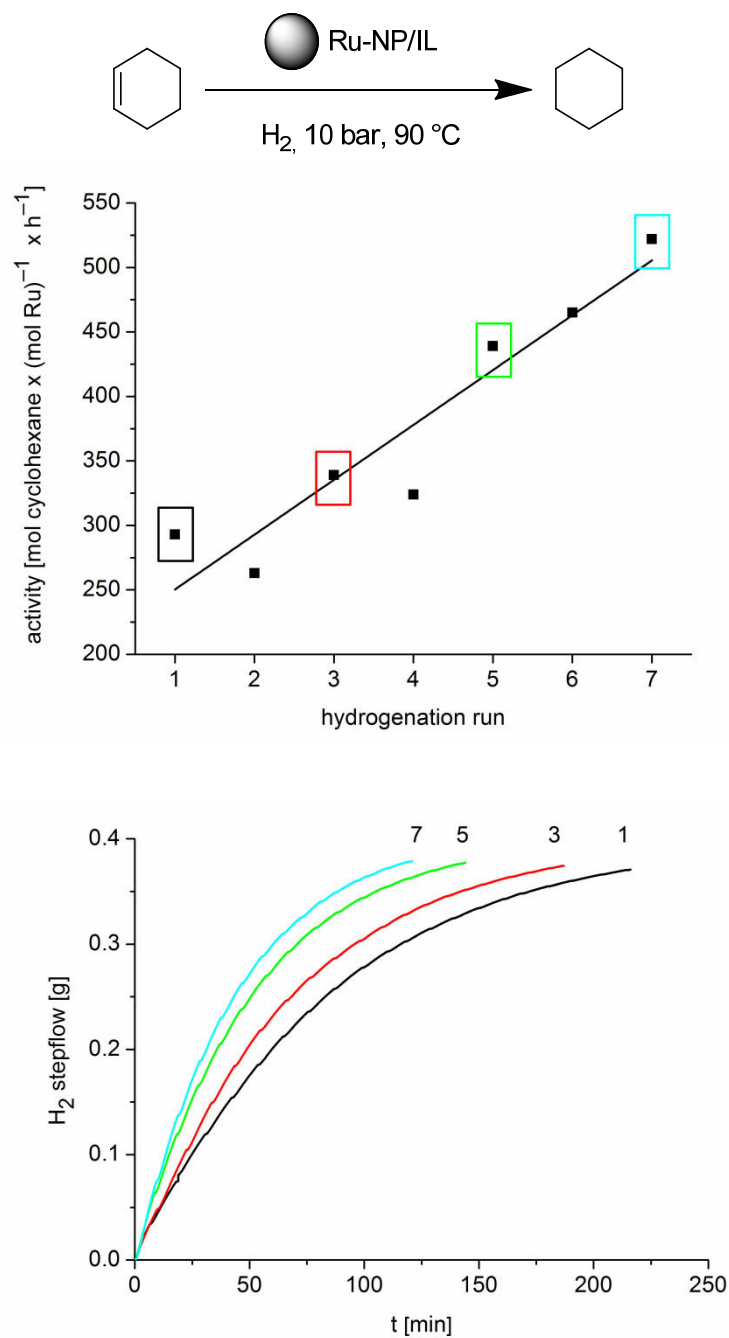 Ru-NP/IL
H₂, 10 bar, 90 °C
activity [mol cyclohexane x (mol Ru)⁻¹ x h⁻¹]
550
500
450
400
350
300
250
200
1 2 3 4 5 6 7
hydrogenation run
7 5 3 1
H₂ stepflow [g]
0.4
0.3
0.2
0.1
0.0
0 50 100 150 200 250
t [min]